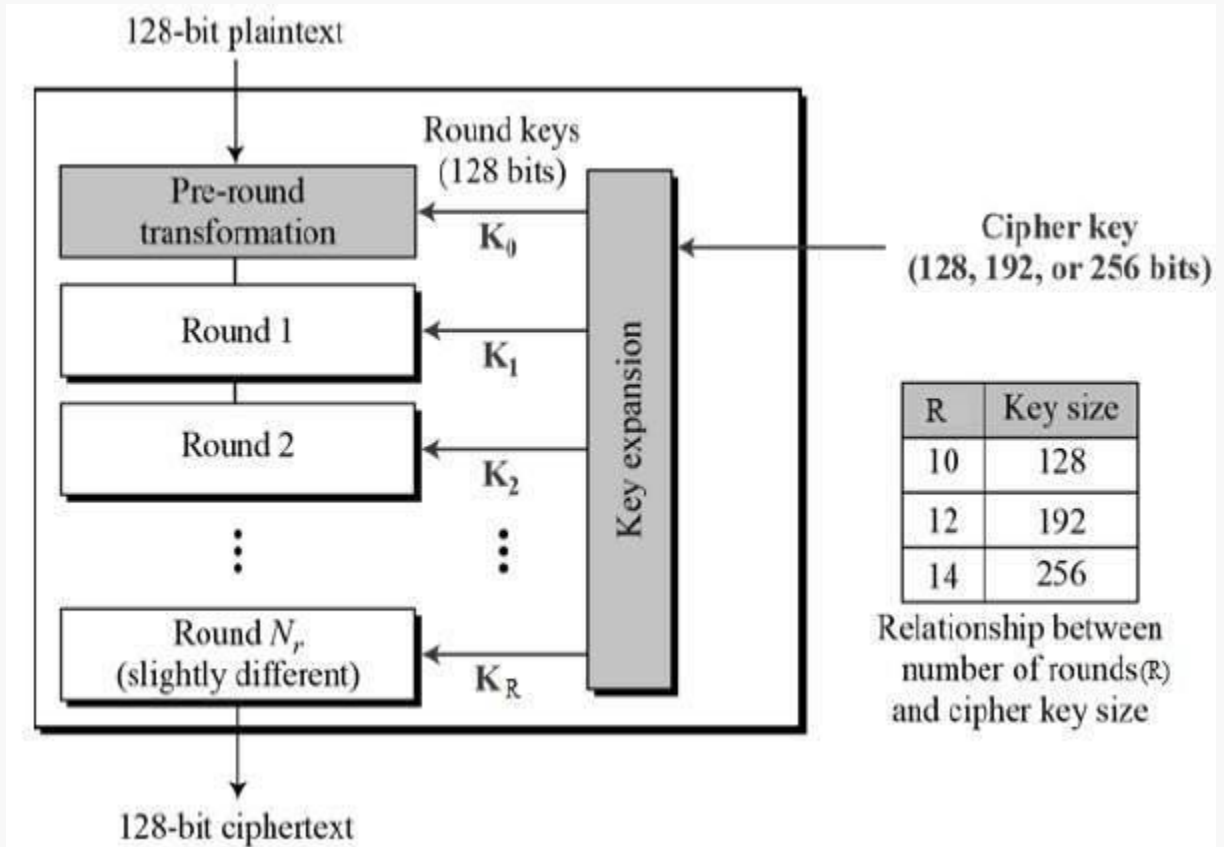 128-bit plaintext
Round keys
(128 bits)
Pre-round
transformation
K₀
Cipher key
(128, 192, or 256 bits)
Round 1
K₁
Round 2
K₂
Key expansion
R Key size
10 128
12 192
14 256
Relationship between
number of rounds(R)
and cipher key size
Round Nᵣ
(slightly different)
K R
128-bit ciphertext